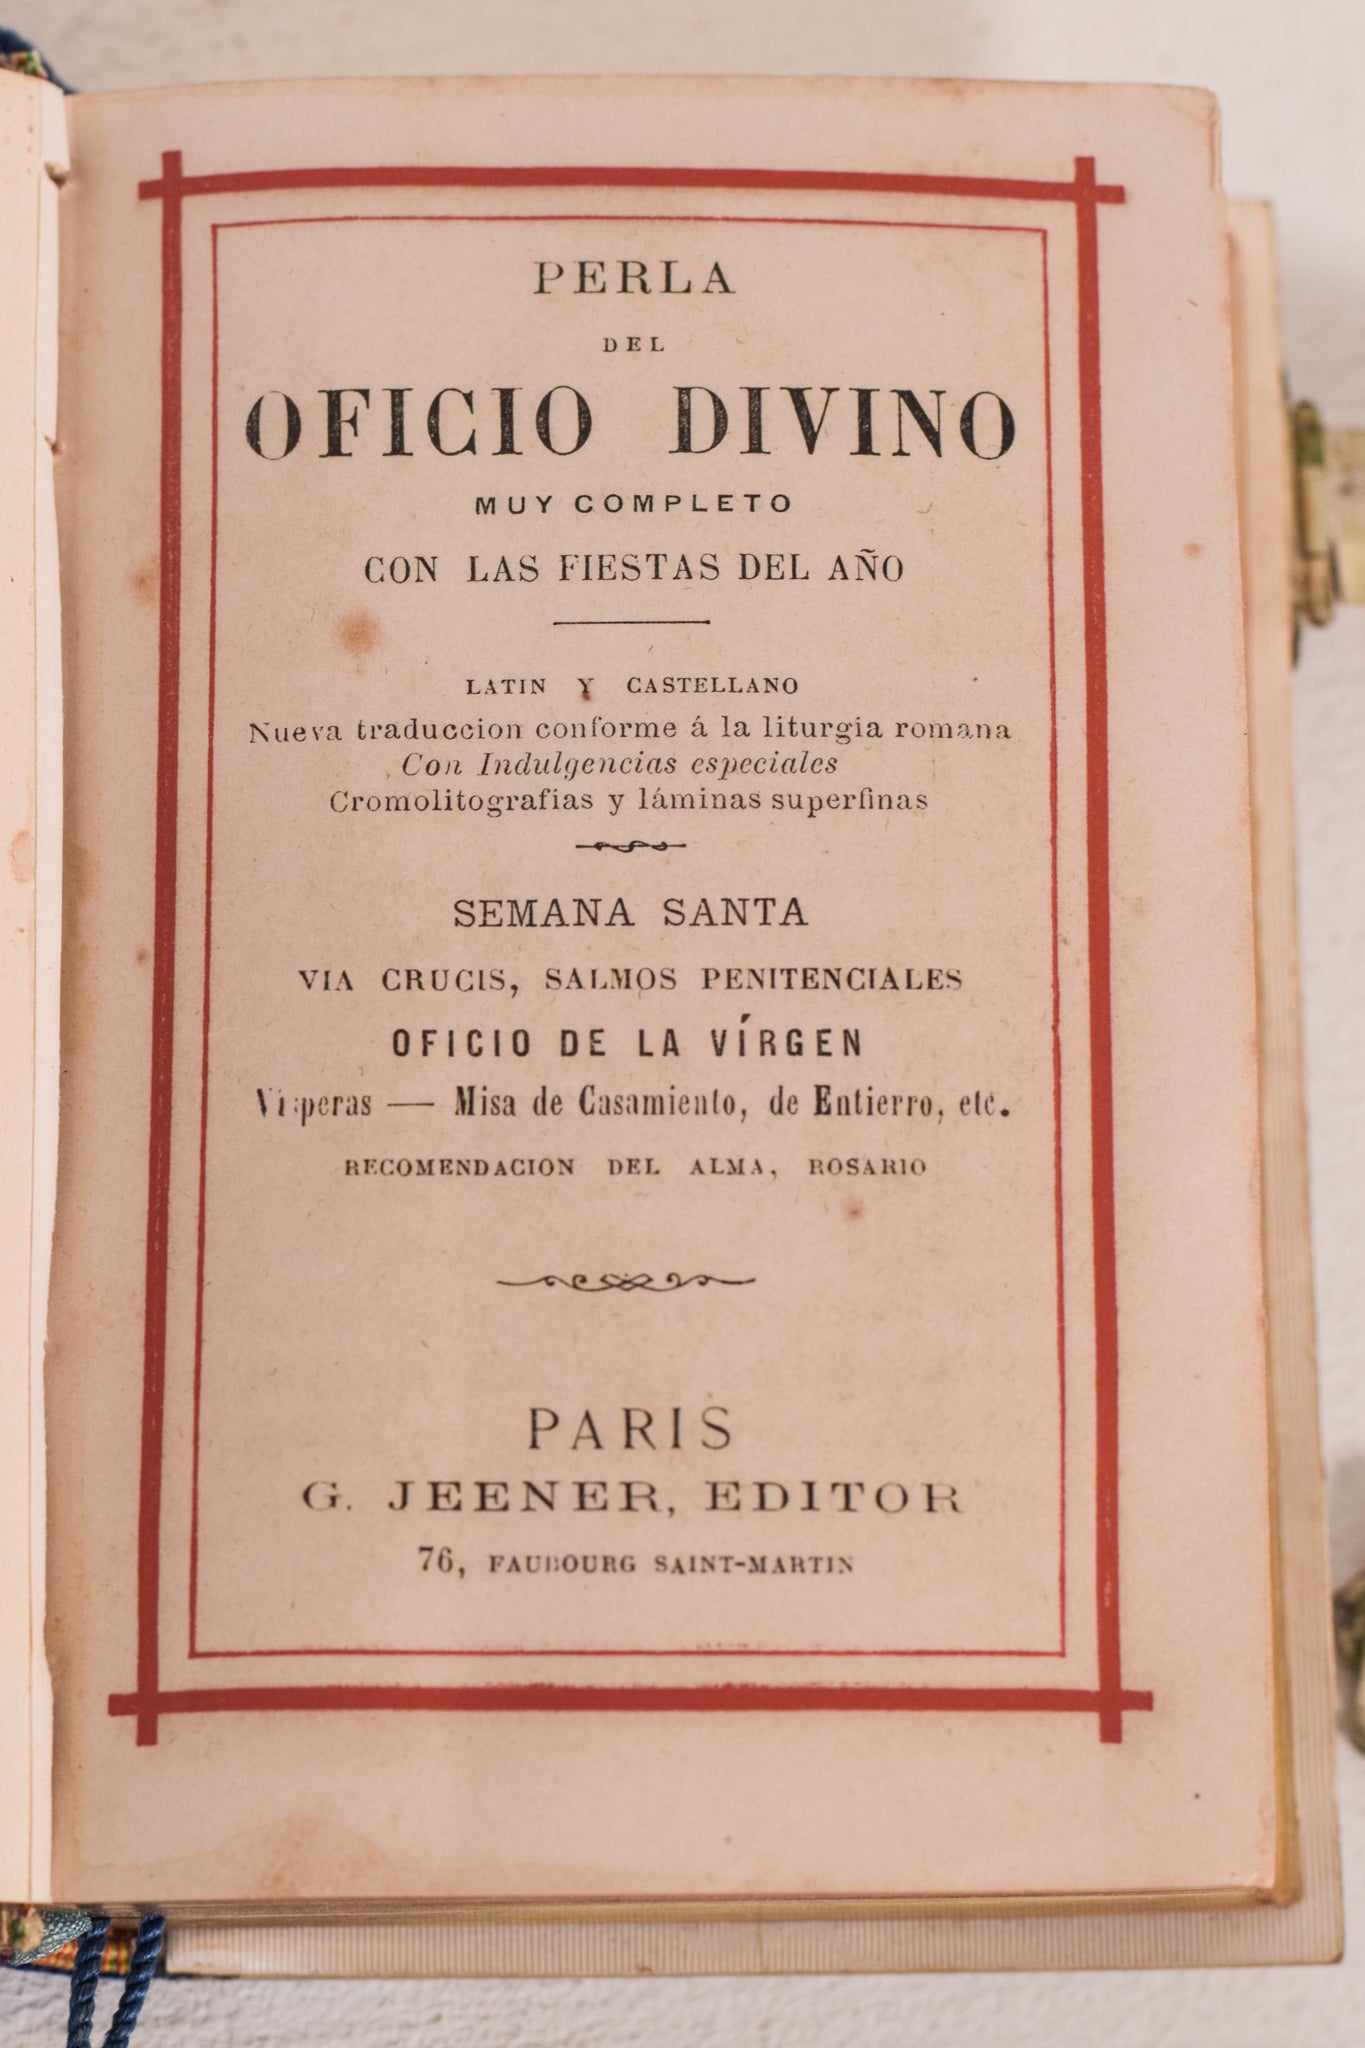 PERLA
DEL
OFICIO DIVINO
MUY COMPLETO
CON LAS FIESTAS DEL AÑO
LATIN Y CASTELLANO
Nueva traduccion conforme á la liturgia romana
Con Indulgencias especiales
Cromolitografias y láminas superfinas
SEMANA SANTA
VIA CRUCIS, SALMOS PENITENCIALES
OFICIO DE LA VÍRGEN
Vísperas — Misa de Casamiento, de Entierro, etc.
RECOMENDACION DEL ALMA, ROSARIO
PARIS
G. JEENER, EDITOR
76, FAUBOURG SAINT-MARTIN